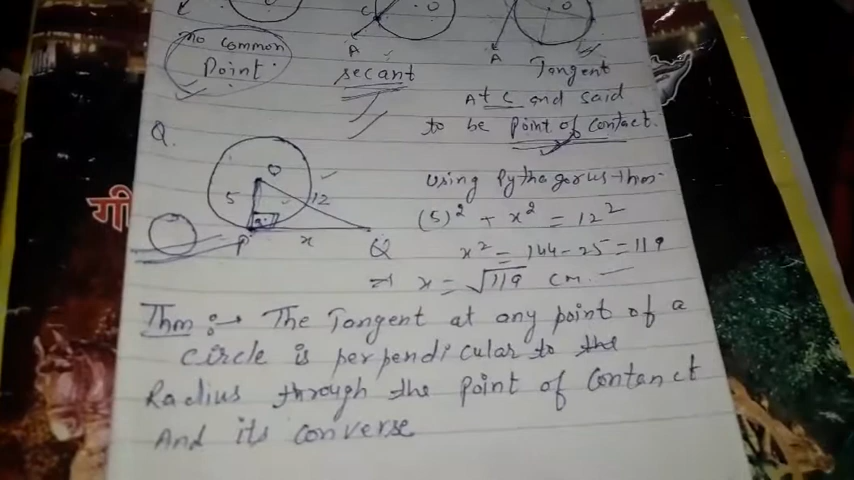 O
C
O
O
A
A
no common
Point.
secant
Tangent
At C and said
to be Point of Contact.
Q.
O
5
12
P
x
Q
Using Pythagorus thm-
(5)² + x² = 12²
x² = 144-25 = 119
⇒ x = √119 cm.
Thm :→ The Tangent at any point of a
Circle is perpendicular to the
Radius through the point of Contanct
And its converse
गी